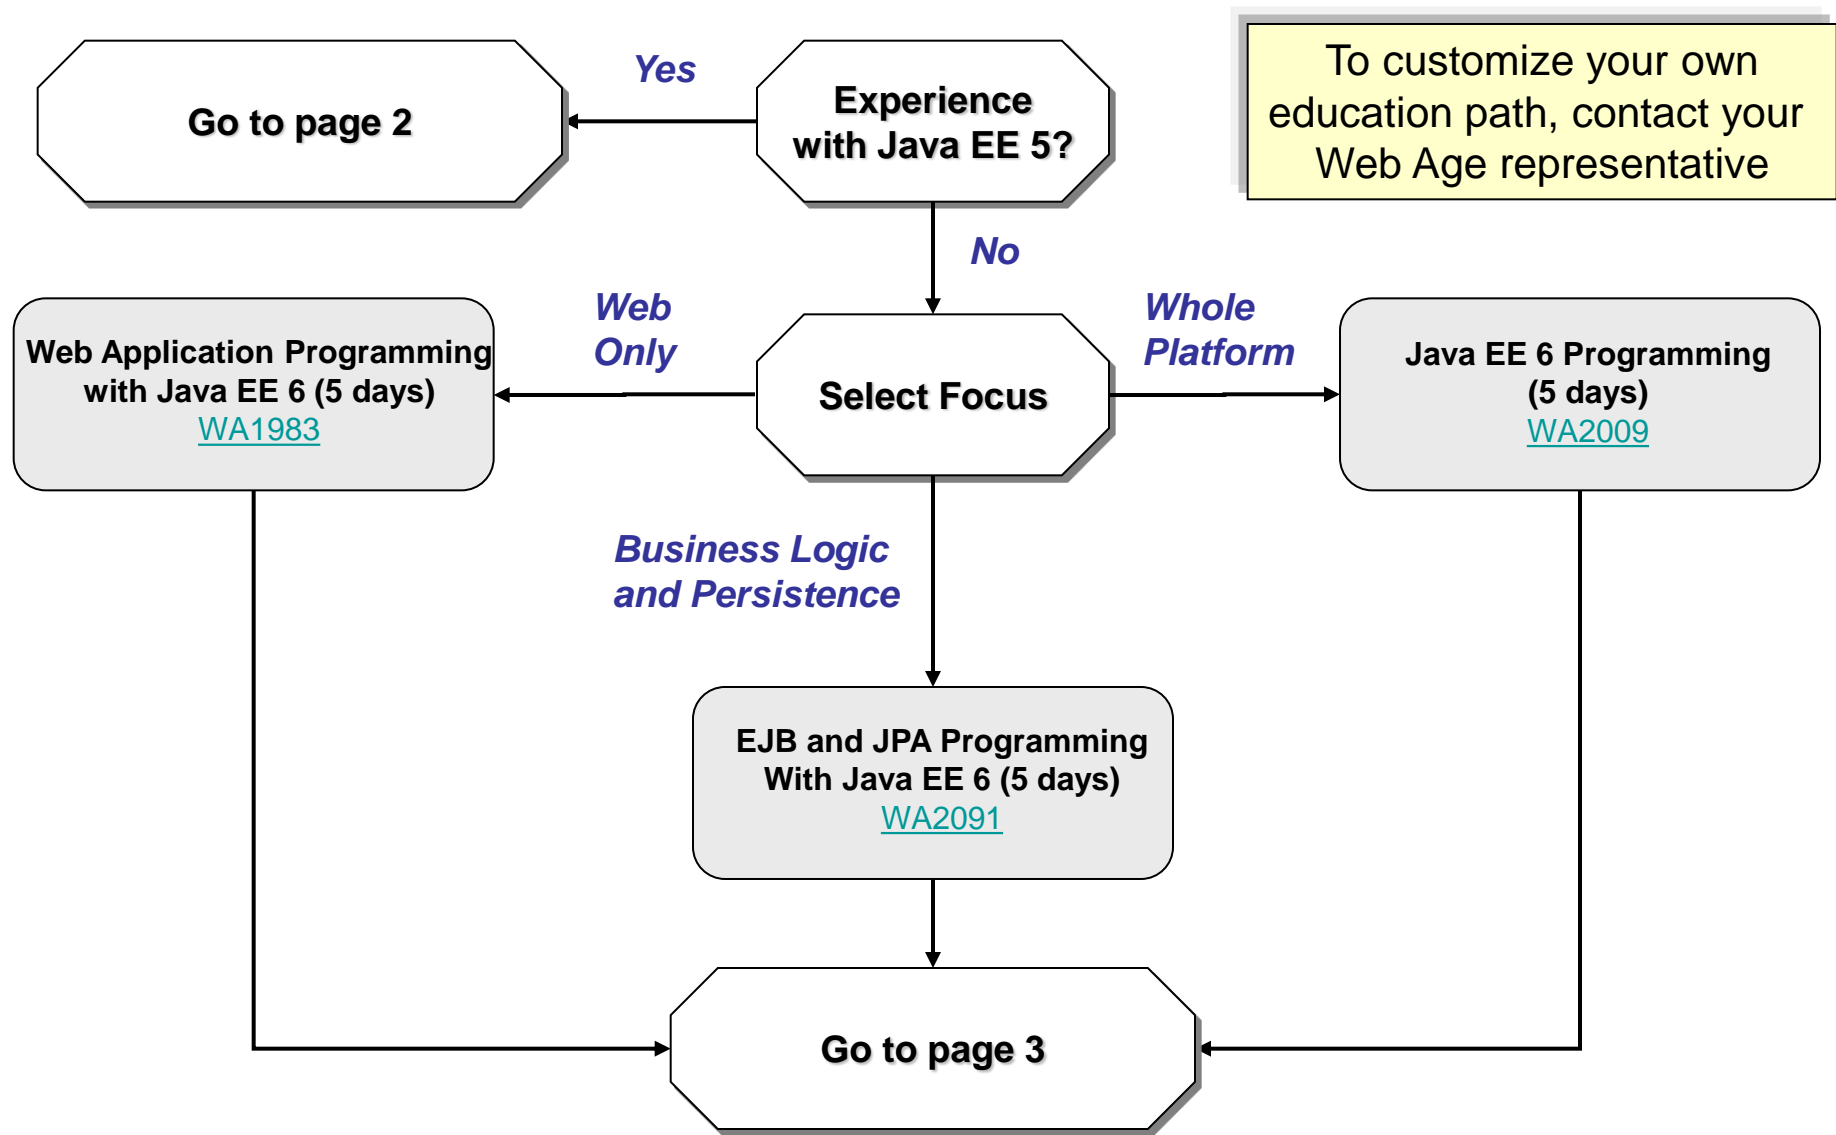 Go to page 2
Yes
Experience
with Java EE 5?
To customize your own
education path, contact your
Web Age representative
No
Web
Only
Whole
Platform
Web Application Programming
with Java EE 6 (5 days)
WA1983
Select Focus
Java EE 6 Programming
(5 days)
WA2009
Business Logic
and Persistence
EJB and JPA Programming
With Java EE 6 (5 days)
WA2091
Go to page 3